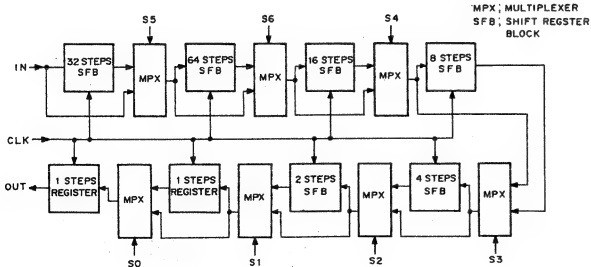 MPX; MULTIPLEXER
SFB; SHIFT REGSTER
BLOCK
S5
S6
S4
IN
32 STEPS
SFB
MPX
64 STEPS
SFB
MPX
16 STEPS
SFB
MPX
8 STEPS
SFB
CLK
OUT
1 STEPS
REGISTER
MPX
1 STEPS
REGISTER
MPX
2 STEPS
SFB
MPX
4 STEPS
SFB
MPX
S0
S1
S2
S3